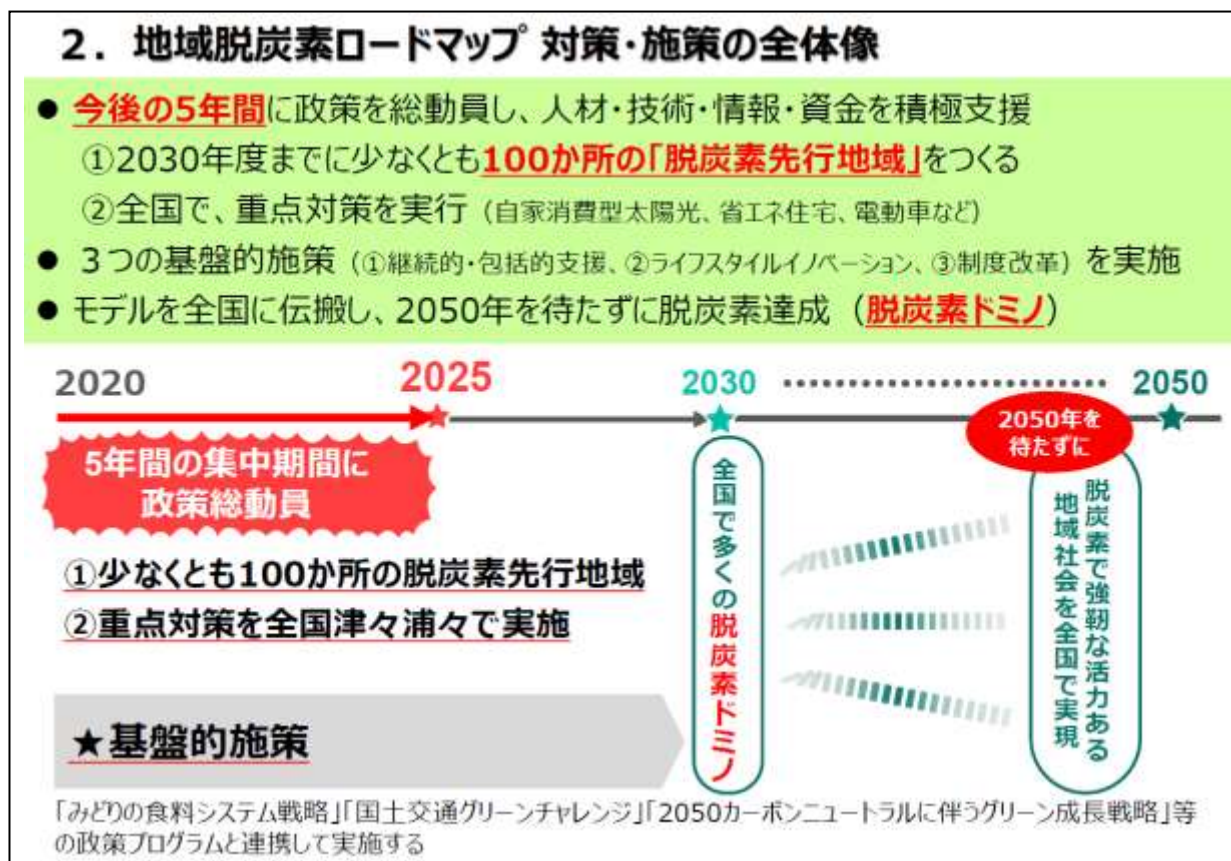 2．地域脱炭素ロードマップ 対策・施策の全体像
● 今後の5年間に政策を総動員し、人材・技術・情報・資金を積極支援
①2030年度までに少なくとも100か所の「脱炭素先行地域」をつくる
②全国で、重点対策を実行（自家消費型太陽光、省エネ住宅、電動車など）
● 3つの基盤的施策（①継続的・包括的支援、②ライフスタイルイノベーション、③制度改革）を実施
● モデルを全国に伝搬し、2050年を待たずに脱炭素達成（脱炭素ドミノ）
2020 2025 2030 2050
5年間の集中期間に
政策総動員
①少なくとも100か所の脱炭素先行地域
②重点対策を全国津々浦々で実施
★基盤的施策
全国で多くの脱炭素ドミノ
2050年を
待たずに
脱炭素で強靭な活力ある
地域社会を全国で実現
「みどりの食料システム戦略」「国土交通グリーンチャレンジ」「2050カーボンニュートラルに伴うグリーン成長戦略」等
の政策プログラムと連携して実施する